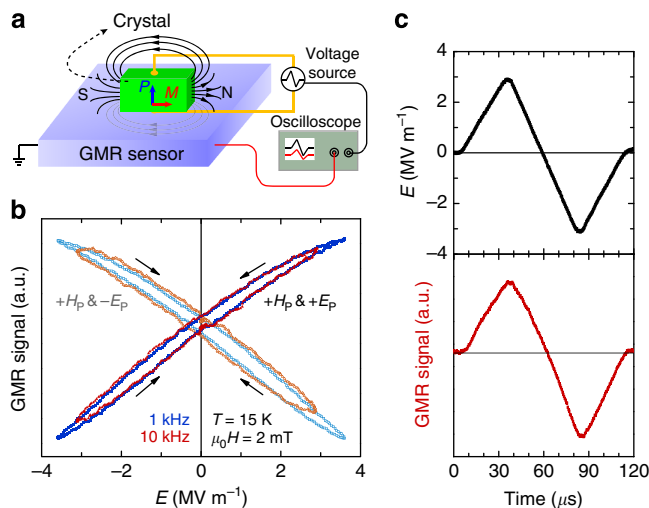 a
Crystal
P
M
S
N
Voltage
source
Oscilloscope
GMR sensor
b
GMR signal (a.u.)
+H_P & −E_P
+H_P & +E_P
1 kHz
10 kHz
T = 15 K
μ₀H = 2 mT
−4 −2 0 2 4
E (MV m⁻¹)
c
E (MV m⁻¹)
4
2
0
−2
−4
GMR signal (a.u.)
0 30 60 90 120
Time (μs)